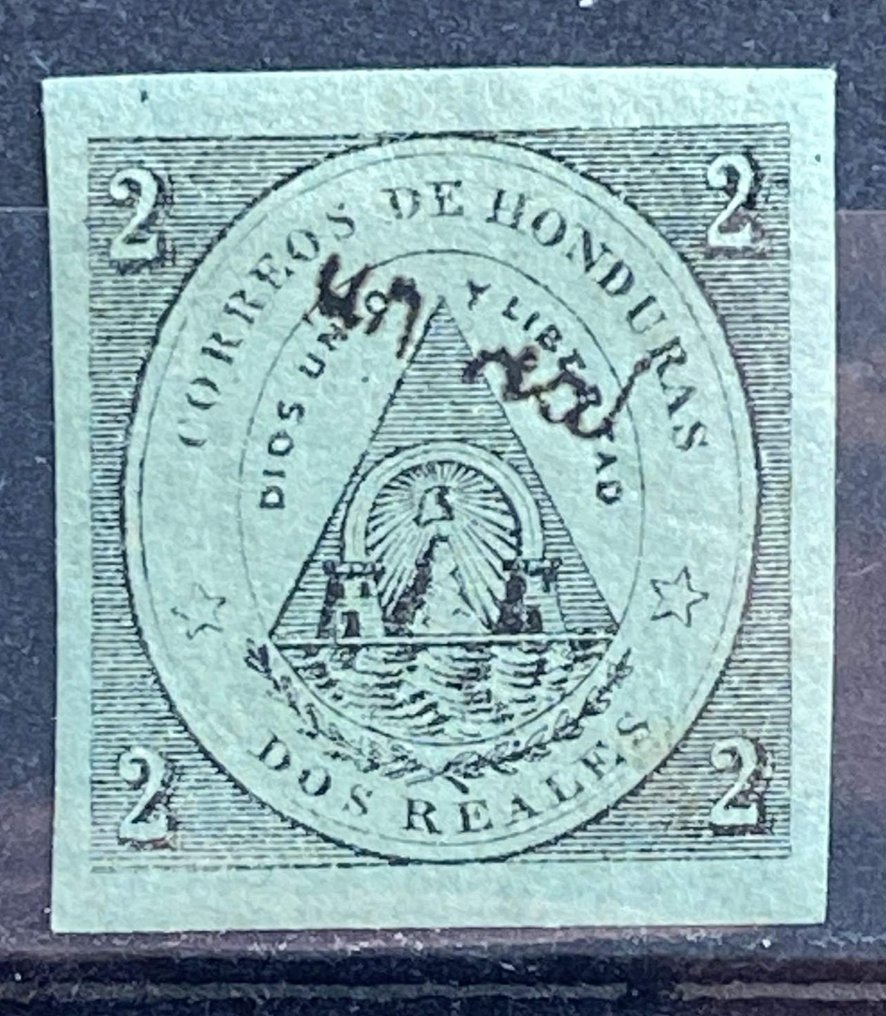 2 2
CORREOS DE HONDURAS
DIOS UNION Y LIBERTAD
DOS REALES
2 2